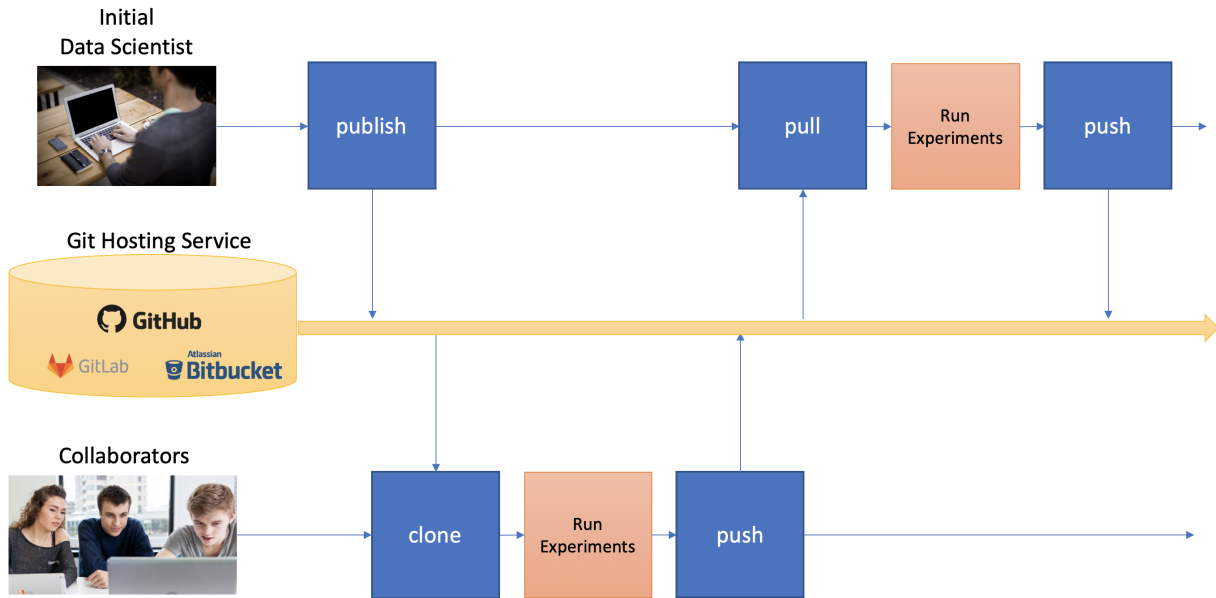 Initial
Data Scientist
publish
pull
Run
Experiments
push
Git Hosting Service
GitHub
GitLab
Atlassian
Bitbucket
Collaborators
clone
Run
Experiments
push